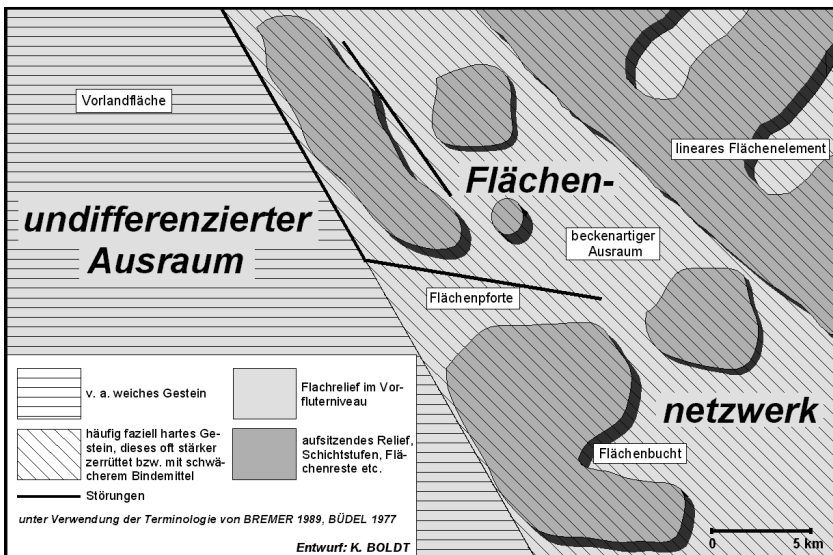 Vorlandfläche
lineares Flächenelement
Flächen-
undifferenzierter
Ausraum
beckenartiger
Ausraum
Flächenpforte
netzwerk
Flächenbucht
v. a. weiches Gestein
Flachrelief im Vor-
fluterniveau
häufig faziell hartes Ge-
stein, dieses oft stärker
zerrüttet bzw. mit schwä-
cherem Bindemittel
aufsitzendes Relief,
Schichtstufen, Flä-
chenreste etc.
Störungen
unter Verwendung der Terminologie von BREMER 1989, BÜDEL 1977
Entwurf: K. BOLDT
0 5 km